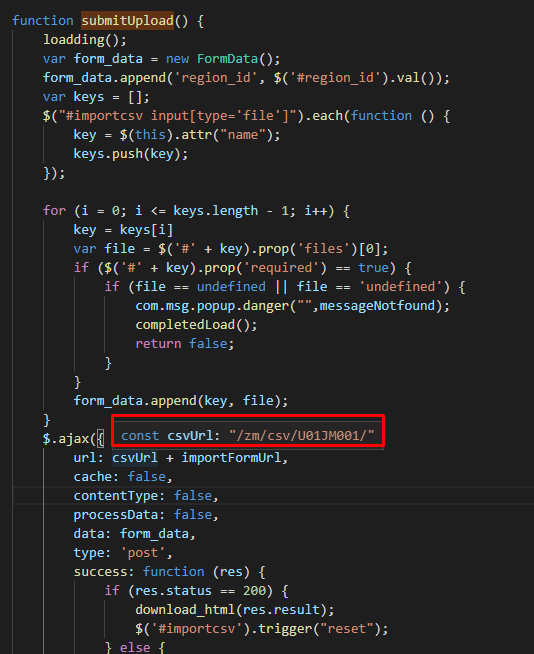 function submitUpload() {
loadding();
var form_data = new FormData();
form_data.append('region_id', $('#region_id').val());
var keys = [];
$("#importcsv input[type='file']").each(function () {
key = $(this).attr("name");
keys.push(key);
});
for (i = 0; i <= keys.length - 1; i++) {
key = keys[i]
var file = $('#' + key).prop('files')[0];
if ($('#' + key).prop('required') == true) {
if (file == undefined || file == 'undefined') {
com.msg.popup.danger("",messageNotfound);
completedLoad();
return false;
}
}
form_data.append(key, file);
}
$.ajax({ const csvUrl: "/zm/csv/U01JM001/"
url: csvUrl + importFormUrl,
cache: false,
contentType: false,
processData: false,
data: form_data,
type: 'post',
success: function (res) {
if (res.status == 200) {
download_html(res.result);
$('#importcsv').trigger("reset");
} else {